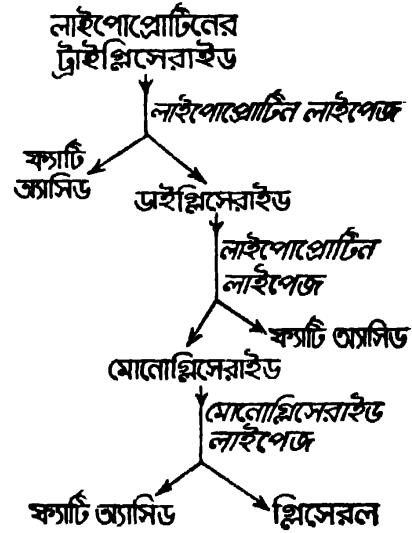 লাইপোপ্রোটিনের
ট্রাইগ্লিসেরাইড
লাইপোপ্রোটিন লাইপেজ
ফ্যাটি
অ্যাসিড
ডাইগ্লিসেরাইড
লাইপোপ্রোটিন
লাইপেজ
ফ্যাটি অ্যাসিড
মোনোগ্লিসেরাইড
মোনোগ্লিসেরাইড
লাইপেজ
ফ্যাটি অ্যাসিড
গ্লিসেরল